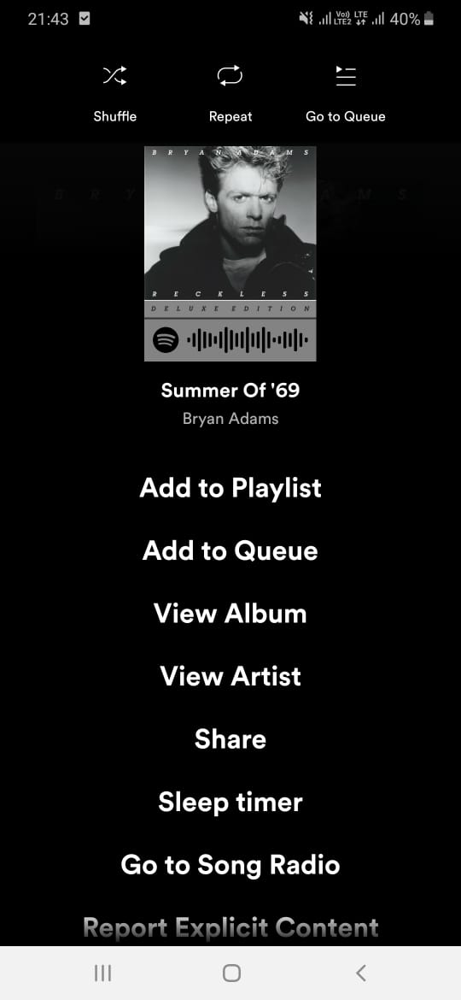 21:43
Vo)) LTE
LTE2
40%
Shuffle
Repeat
Go to Queue
BRYAN ADAMS
RECKLESS
DELUXE EDITION
Summer Of '69
Bryan Adams
Add to Playlist
Add to Queue
View Album
View Artist
Share
Sleep timer
Go to Song Radio
Report Explicit Content